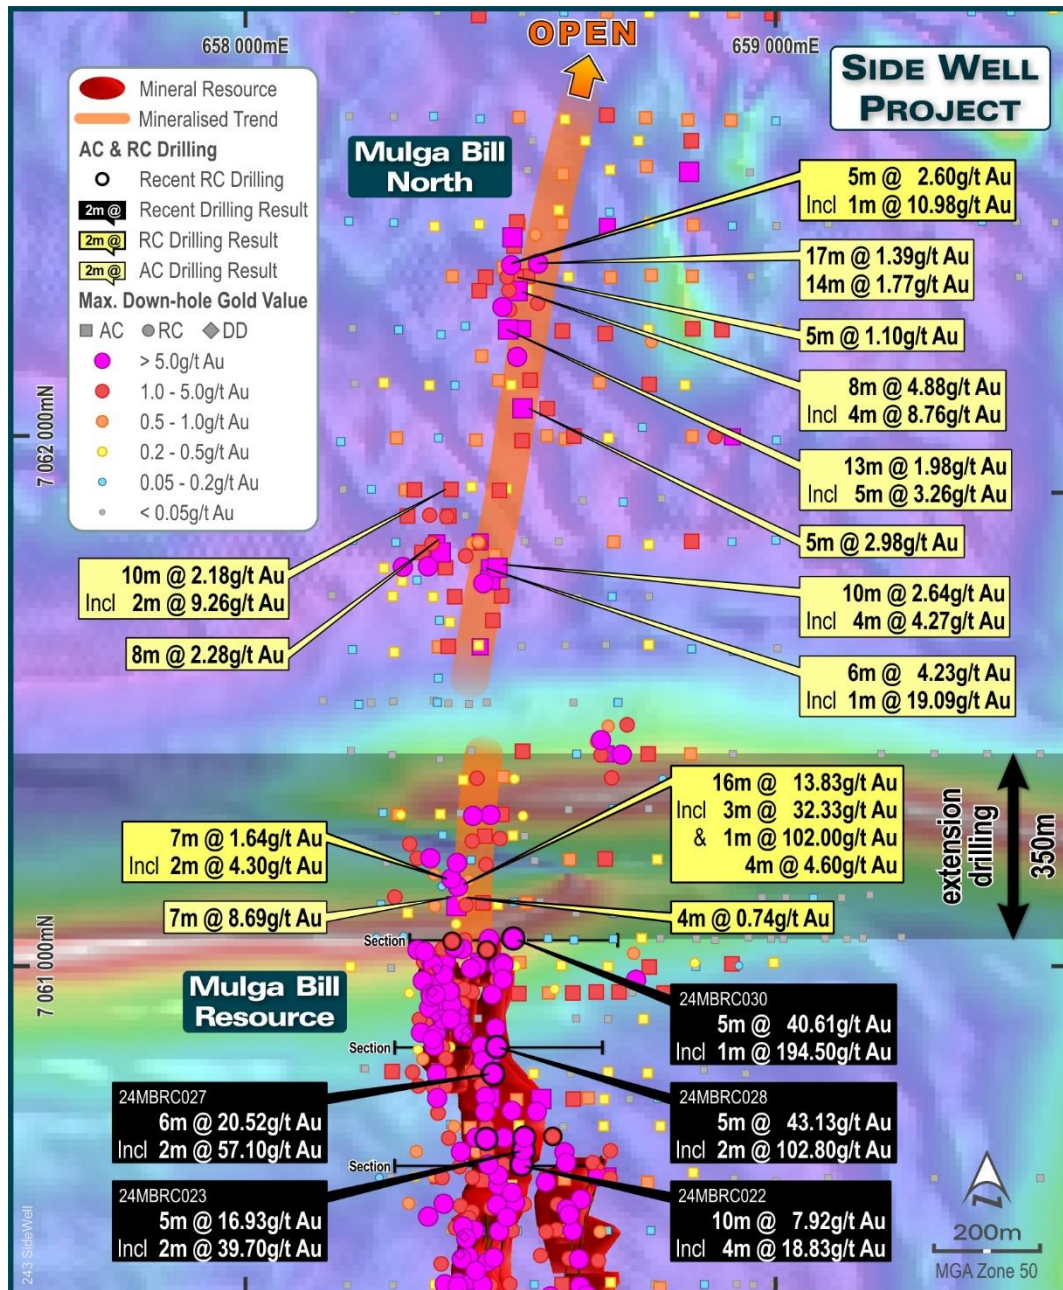 658 000mE
OPEN
659 000mE
SIDE WELL
PROJECT
Mineral Resource
Mineralised Trend
AC & RC Drilling
Recent RC Drilling
2m @ Recent Drilling Result
2m @ RC Drilling Result
2m @ AC Drilling Result
Max. Down-hole Gold Value
AC RC DD
> 5.0g/t Au
1.0 - 5.0g/t Au
0.5 - 1.0g/t Au
0.2 - 0.5g/t Au
0.05 - 0.2g/t Au
< 0.05g/t Au
Mulga Bill
North
5m @ 2.60g/t Au
Incl 1m @ 10.98g/t Au
17m @ 1.39g/t Au
14m @ 1.77g/t Au
5m @ 1.10g/t Au
8m @ 4.88g/t Au
Incl 4m @ 8.76g/t Au
7 062 000mN
13m @ 1.98g/t Au
Incl 5m @ 3.26g/t Au
5m @ 2.98g/t Au
10m @ 2.18g/t Au
Incl 2m @ 9.26g/t Au
10m @ 2.64g/t Au
Incl 4m @ 4.27g/t Au
8m @ 2.28g/t Au
6m @ 4.23g/t Au
Incl 1m @ 19.09g/t Au
16m @ 13.83g/t Au
Incl 3m @ 32.33g/t Au
& 1m @ 102.00g/t Au
4m @ 4.60g/t Au
extension
drilling
350m
7m @ 1.64g/t Au
Incl 2m @ 4.30g/t Au
7m @ 8.69g/t Au
4m @ 0.74g/t Au
Section
7 061 000mN
Mulga Bill
Resource
24MBRC030
5m @ 40.61g/t Au
Incl 1m @ 194.50g/t Au
Section
24MBRC027
6m @ 20.52g/t Au
Incl 2m @ 57.10g/t Au
24MBRC028
5m @ 43.13g/t Au
Incl 2m @ 102.80g/t Au
Section
24MBRC023
5m @ 16.93g/t Au
Incl 2m @ 39.70g/t Au
24MBRC022
10m @ 7.92g/t Au
Incl 4m @ 18.83g/t Au
N
200m
MGA Zone 50
243 SideWell